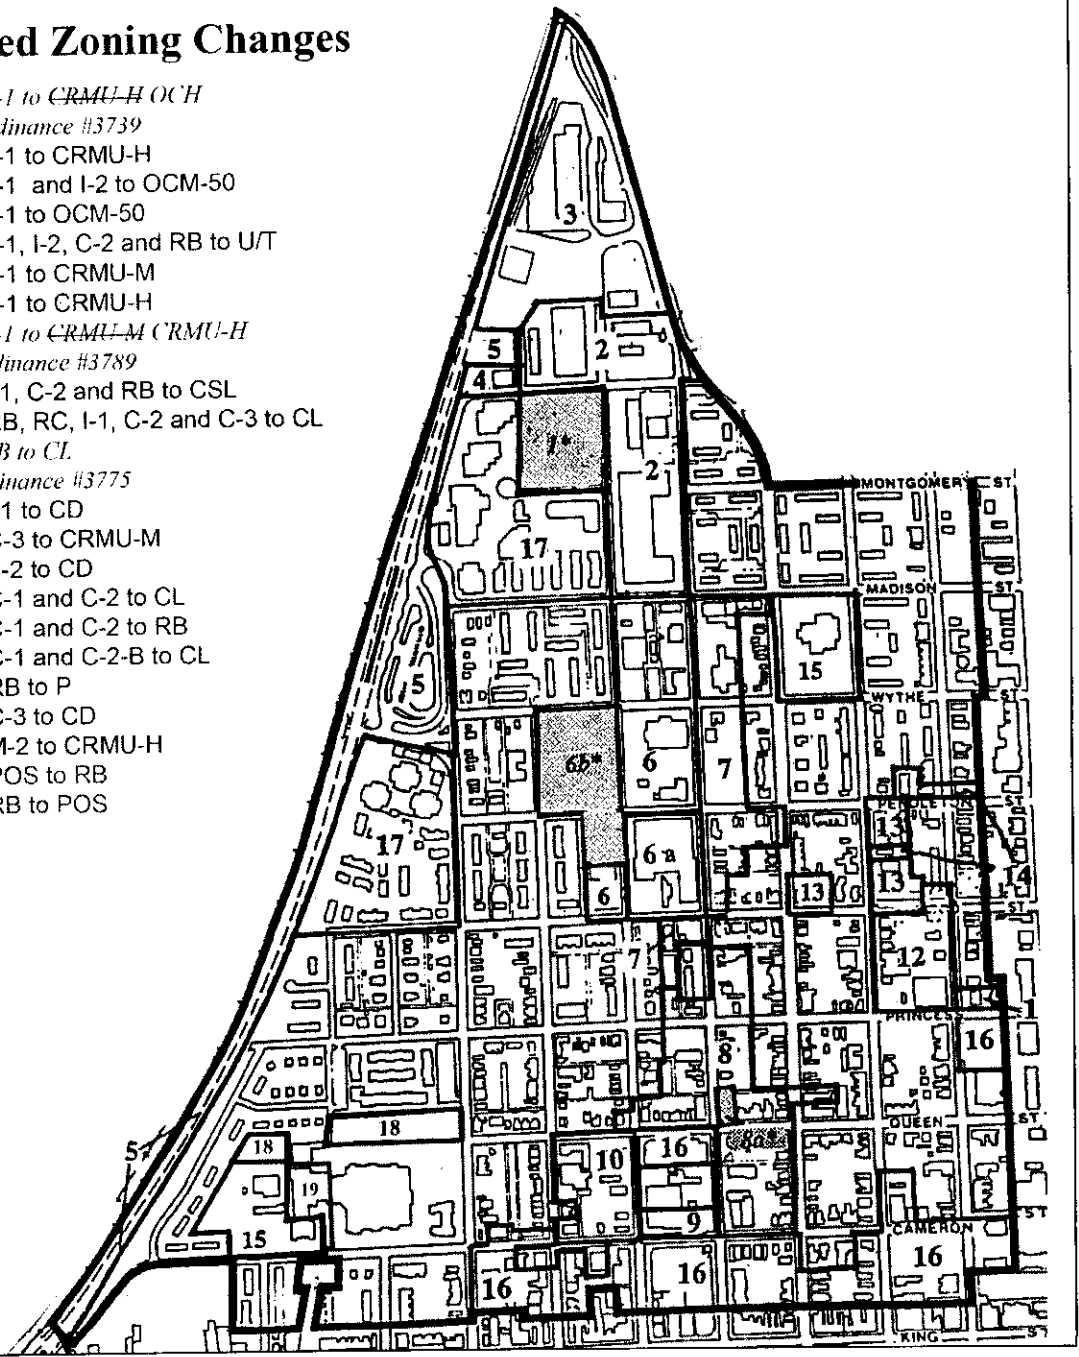 ed Zoning Changes
-1 to CRMU-H OCH
dinance #3739
-1 to CRMU-H
-1 and I-2 to OCM-50
-1 to OCM-50
-1, I-2, C-2 and RB to U/T
-1 to CRMU-M
-1 to CRMU-H
-1 to CRMU-M CRMU-H
dinance #3789
1, C-2 and RB to CSL
RB, RC, I-1, C-2 and C-3 to CL
B to CL
inance #3775
1 to CD
C-3 to CRMU-M
-2 to CD
C-1 and C-2 to CL
C-1 and C-2 to RB
C-1 and C-2-B to CL
RB to P
C-3 to CD
M-2 to CRMU-H
POS to RB
RB to POS
3
5
2
4
1*
2
MONTGOMERY ST
17
MADISON ST
15
5
WYTHE ST
6b*
6
7
ST
13
17
6a
14
6
13
13
ST
7
12
PRINCESS
1
8
16
QUEEN ST
18
5
18
16
8a*
10
19
9
CAMERON ST
15
16
16
16
KING ST